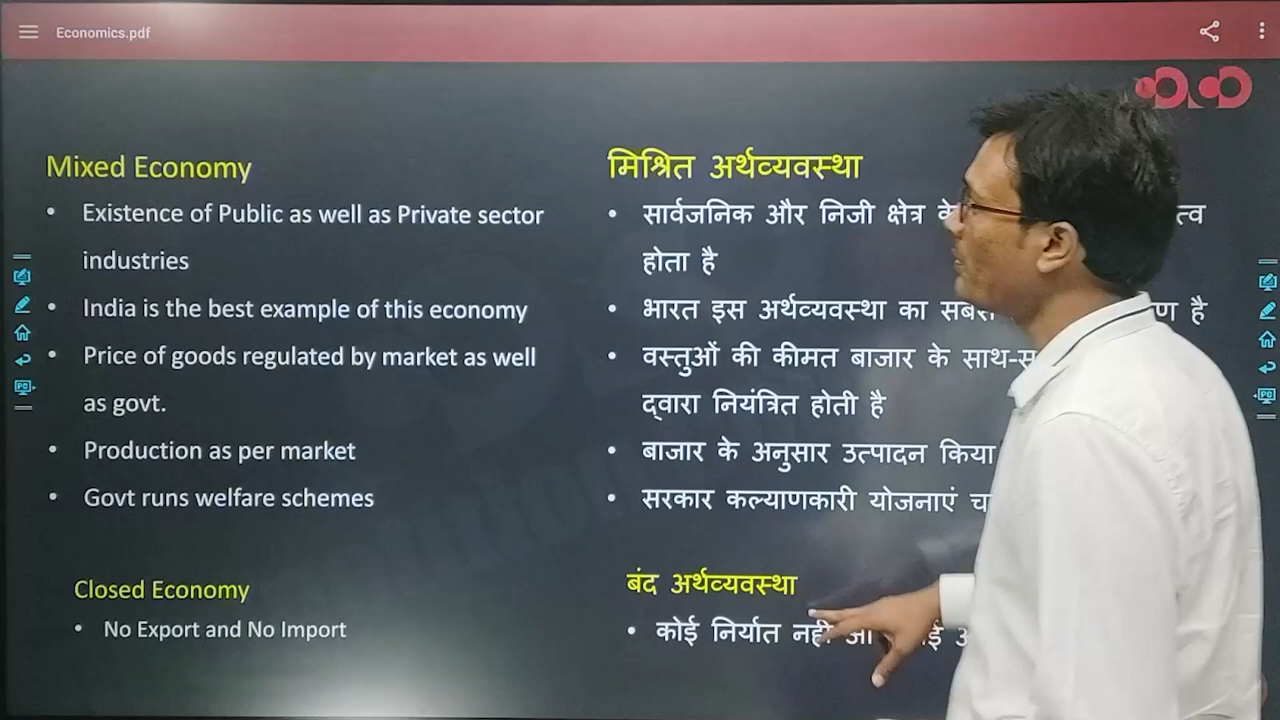 Economics.pdf
Mixed Economy
• Existence of Public as well as Private sector
industries
• India is the best example of this economy
• Price of goods regulated by market as well
as govt.
• Production as per market
• Govt runs welfare schemes
Closed Economy
• No Export and No Import
मिश्रित अर्थव्यवस्था
• सार्वजनिक और निजी क्षेत्र
होता है
• भारत इस अर्थव्यवस्था का है
• वस्तुओं की कीमत बाजार के
द्वारा नियंत्रित होती है
• बाजार के अनुसार उत्पादन किया
• सरकार कल्याणकारी योजनाएं
बंद अर्थव्यवस्था
• कोई निर्यात नहीं